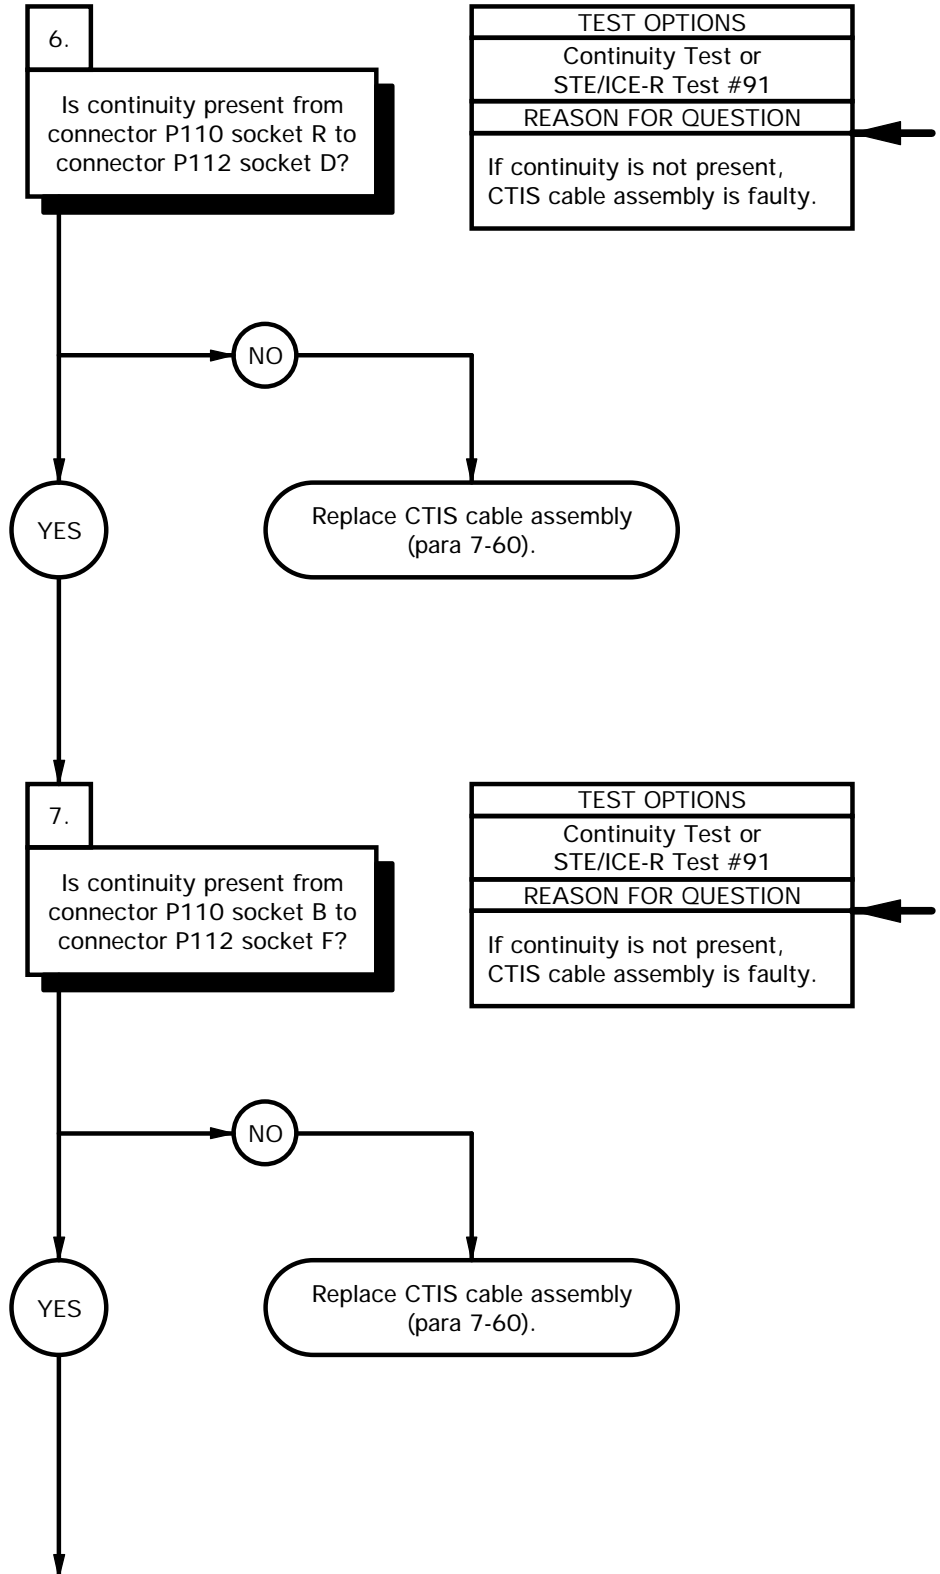 6.
Is continuity present from
connector P110 socket R to
connector P112 socket D?
TEST OPTIONS
Continuity Test or
STE/ICE-R Test #91
REASON FOR QUESTION
If continuity is not present,
CTIS cable assembly is faulty.
NO
YES
Replace CTIS cable assembly
(para 7-60).
7.
Is continuity present from
connector P110 socket B to
connector P112 socket F?
TEST OPTIONS
Continuity Test or
STE/ICE-R Test #91
REASON FOR QUESTION
If continuity is not present,
CTIS cable assembly is faulty.
NO
YES
Replace CTIS cable assembly
(para 7-60).